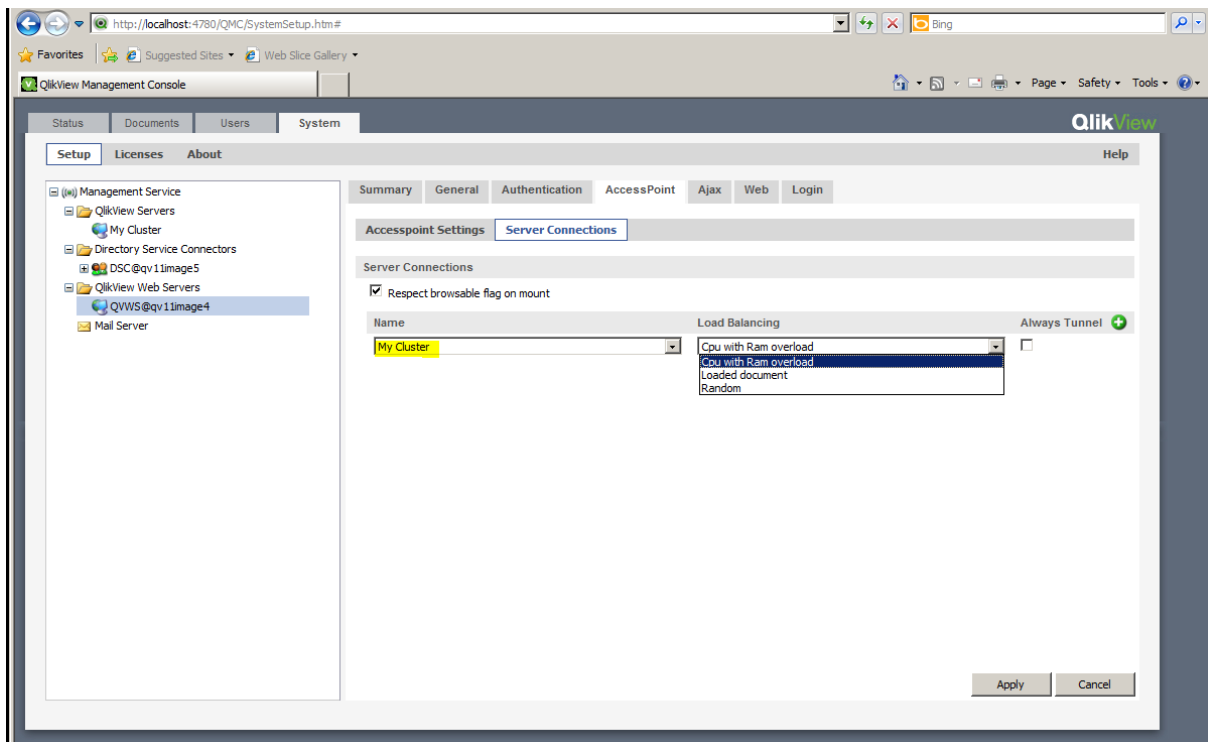 http://localhost:4780/QMC/SystemSetup.htm#
Bing
Favorites Suggested Sites Web Slice Gallery
QlikView Management Console Page Safety Tools
Status Documents Users System QlikView
Setup Licenses About Help
Management Service
QlikView Servers
My Cluster
Directory Service Connectors
DSC@qv11image5
QlikView Web Servers
QVWS@qv11image4
Mail Server
Summary General Authentication AccessPoint Ajax Web Login
Accesspoint Settings Server Connections
Server Connections
Respect browsable flag on mount
Name Load Balancing Always Tunnel
My Cluster Cpu with Ram overload
Cpu with Ram overload
Loaded document
Random
Apply Cancel